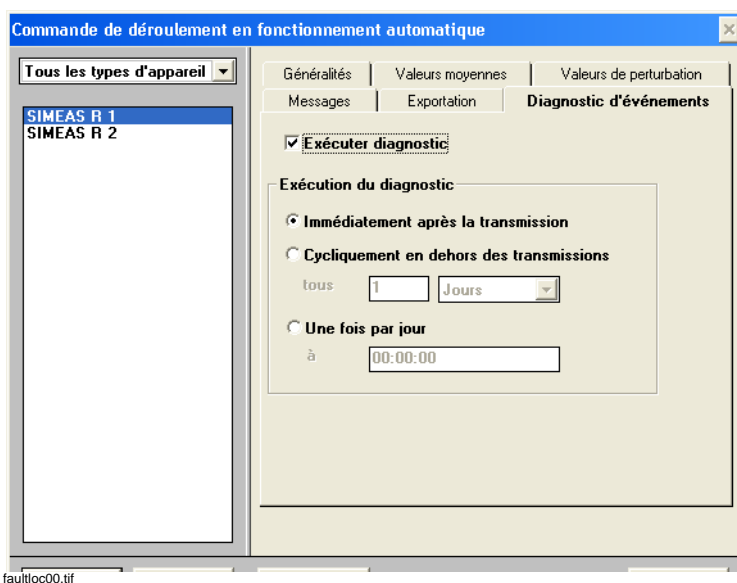 Commande de déroulement en fonctionnement automatique
Tous les types d'appareil
SIMEAS R 1
SIMEAS R 2
Généralités
Valeurs moyennes
Valeurs de perturbation
Messages
Exportation
Diagnostic d'événements
Exécuter diagnostic
Exécution du diagnostic
Immédiatement après la transmission
Cycliquement en dehors des transmissions
tous
1
Jours
Une fois par jour
à
00:00:00
faultloc00.tif